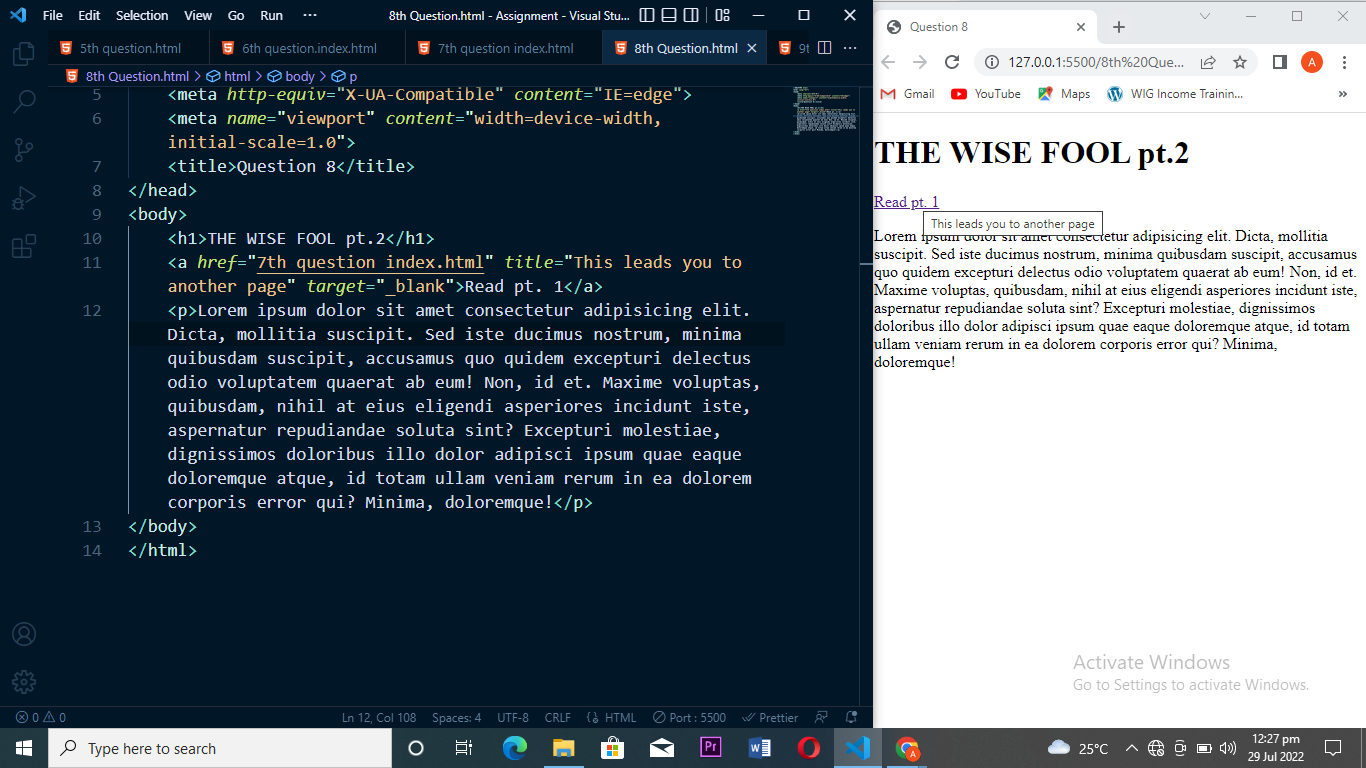 File Edit Selection View Go Run ··· 8th Question.html - Assignment - Visual Stu...
5th question.html 6th question.index.html 7th question index.html 8th Question.html 9t
8th Question.html > html > body > p
5 <meta http-equiv="X-UA-Compatible" content="IE=edge">
6 <meta name="viewport" content="width=device-width,
initial-scale=1.0">
7 <title>Question 8</title>
8 </head>
9 <body>
10 <h1>THE WISE FOOL pt.2</h1>
11 <a href="7th question index.html" title="This leads you to
another page" target="_blank">Read pt. 1</a>
12 <p>Lorem ipsum dolor sit amet consectetur adipisicing elit.
Dicta, mollitia suscipit. Sed iste ducimus nostrum, minima
quibusdam suscipit, accusamus quo quidem excepturi delectus
odio voluptatem quaerat ab eum! Non, id et. Maxime voluptas,
quibusdam, nihil at eius eligendi asperiores incidunt iste,
aspernatur repudiandae soluta sint? Excepturi molestiae,
dignissimos doloribus illo dolor adipisci ipsum quae eaque
doloremque atque, id totam ullam veniam rerum in ea dolorem
corporis error qui? Minima, doloremque!</p>
13 </body>
14 </html>
0 0 Ln 12, Col 108 Spaces: 4 UTF-8 CRLF HTML Port : 5500 Prettier
Question 8
127.0.0.1:5500/8th%20Que... A
Gmail YouTube Maps WIG Income Trainin... »
THE WISE FOOL pt.2
Read pt. 1
This leads you to another page
Lorem ipsum dolor sit amet consectetur adipisicing elit. Dicta, mollitia
suscipit. Sed iste ducimus nostrum, minima quibusdam suscipit, accusamus
quo quidem excepturi delectus odio voluptatem quaerat ab eum! Non, id et.
Maxime voluptas, quibusdam, nihil at eius eligendi asperiores incidunt iste,
aspernatur repudiandae soluta sint? Excepturi molestiae, dignissimos
doloribus illo dolor adipisci ipsum quae eaque doloremque atque, id totam
ullam veniam rerum in ea dolorem corporis error qui? Minima,
doloremque!
Activate Windows
Go to Settings to activate Windows.
Type here to search Pr 25°C 12:27 pm
29 Jul 2022